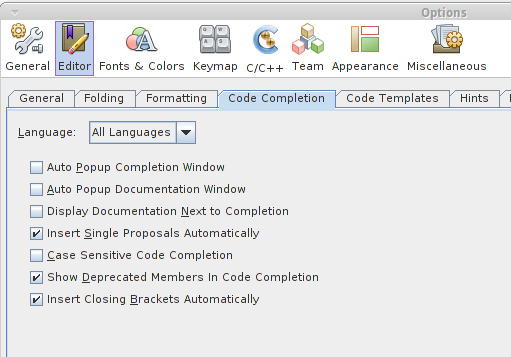 Options
General Editor Fonts & Colors Keymap C/C++ Team Appearance Miscellaneous
General Folding Formatting Code Completion Code Templates Hints
Language: All Languages
Auto Popup Completion Window
Auto Popup Documentation Window
Display Documentation Next to Completion
Insert Single Proposals Automatically
Case Sensitive Code Completion
Show Deprecated Members In Code Completion
Insert Closing Brackets Automatically